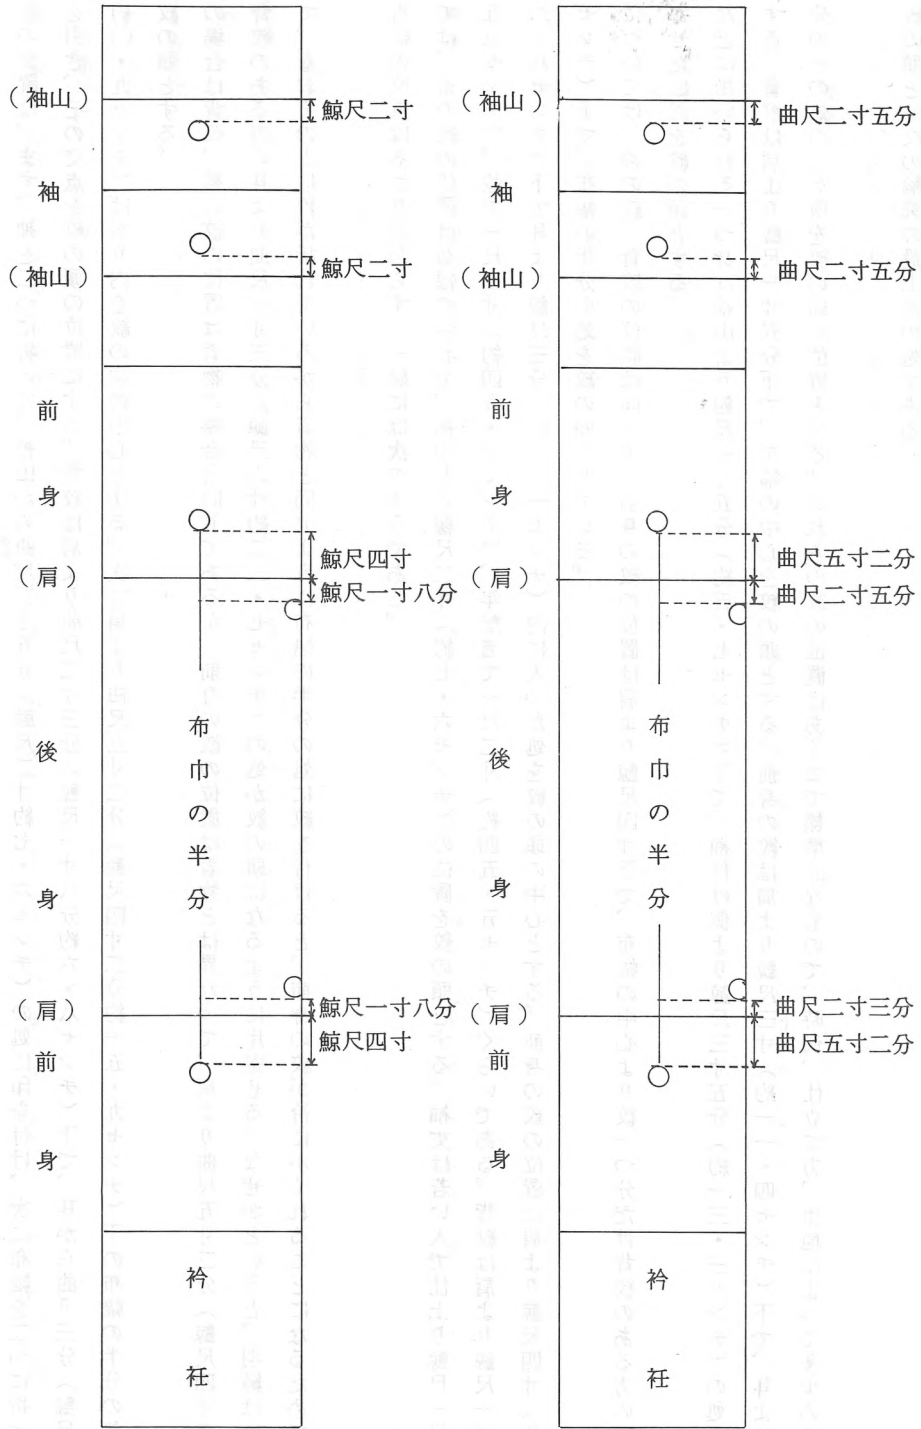 （袖山）
鯨尺二寸
袖
（袖山）
鯨尺二寸
前身
（肩）
鯨尺四寸
鯨尺一寸八分
後身
布巾の半分
（肩）
鯨尺一寸八分
鯨尺四寸
前身
衿衽
（袖山）
曲尺二寸五分
袖
（袖山）
曲尺二寸五分
前身
（肩）
曲尺五寸二分
曲尺二寸五分
後身
布巾の半分
（肩）
曲尺二寸三分
曲尺五寸二分
前身
衿衽